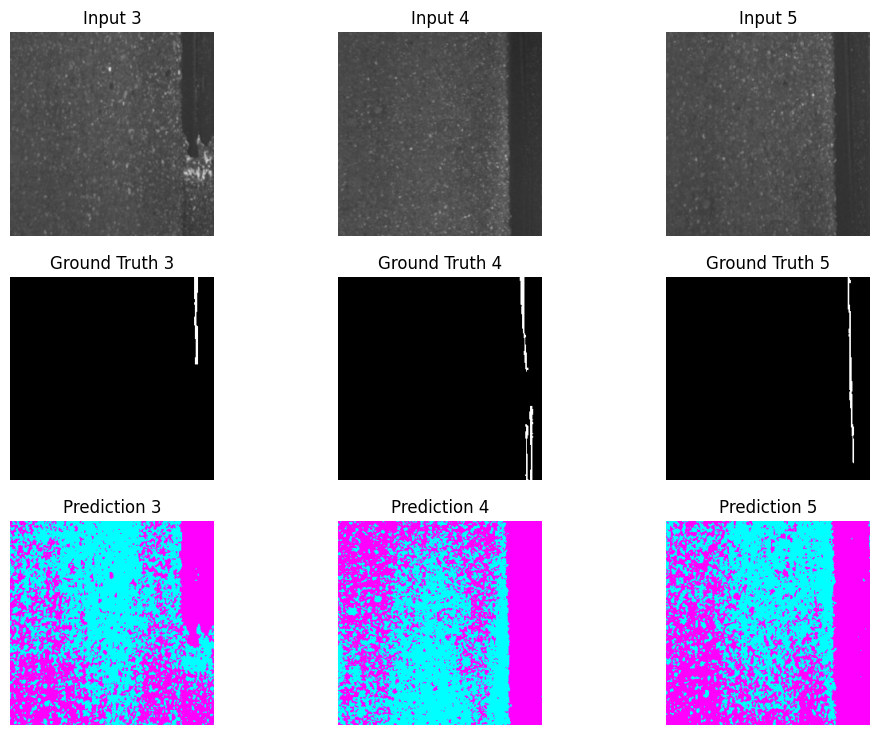 Input 3
Input 4
Input 5
Ground Truth 3
Ground Truth 4
Ground Truth 5
Prediction 3
Prediction 4
Prediction 5